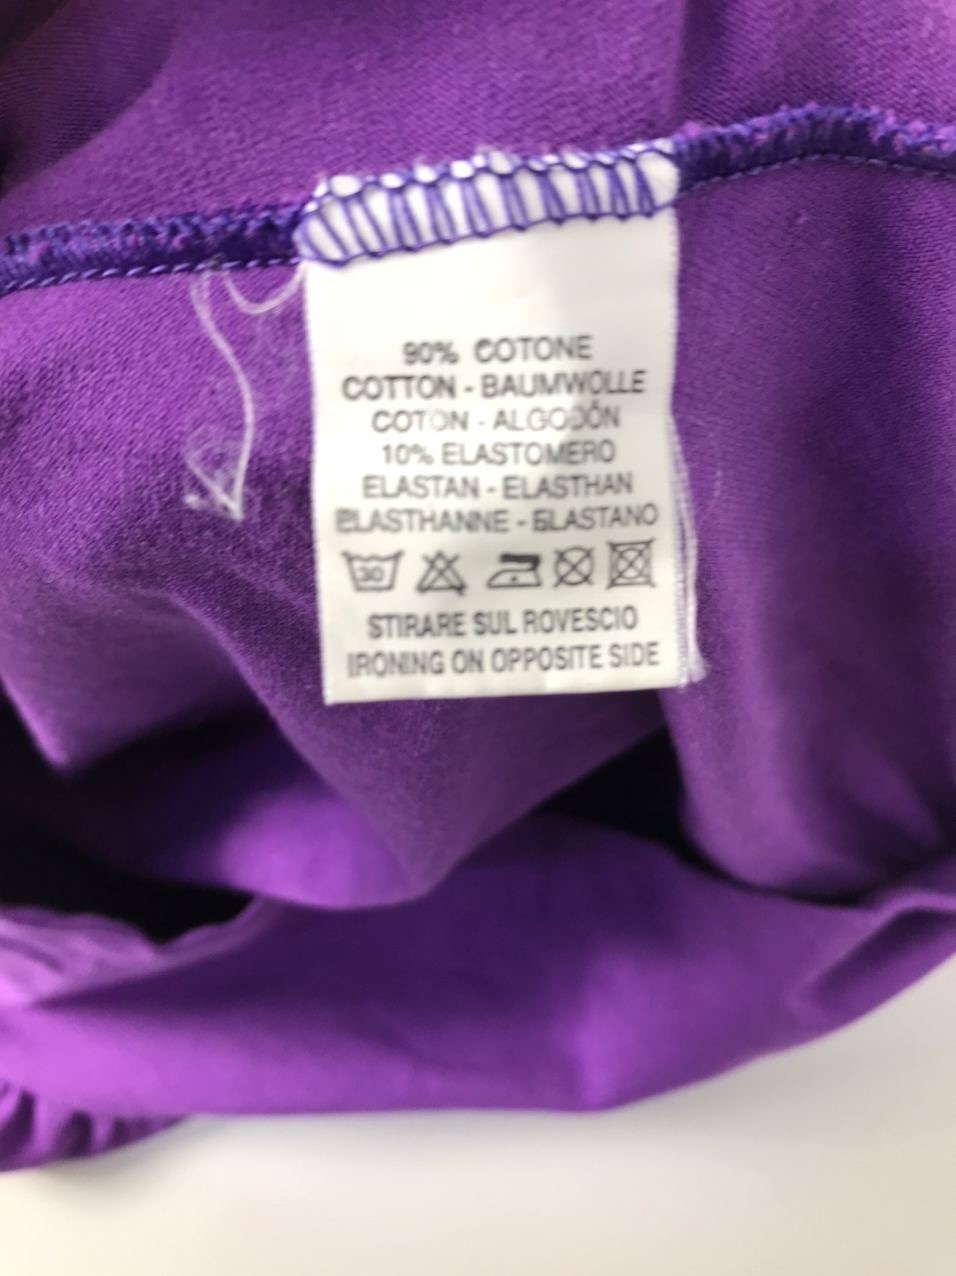 90% COTONE
COTTON - BAUMWOLLE
COTON - ALGODÓN
10% ELASTOMERO
ELASTAN - ELASTHAN
ELASTHANNE - ELASTANO
30
STIRARE SUL ROVESCIO
IRONING ON OPPOSITE SIDE